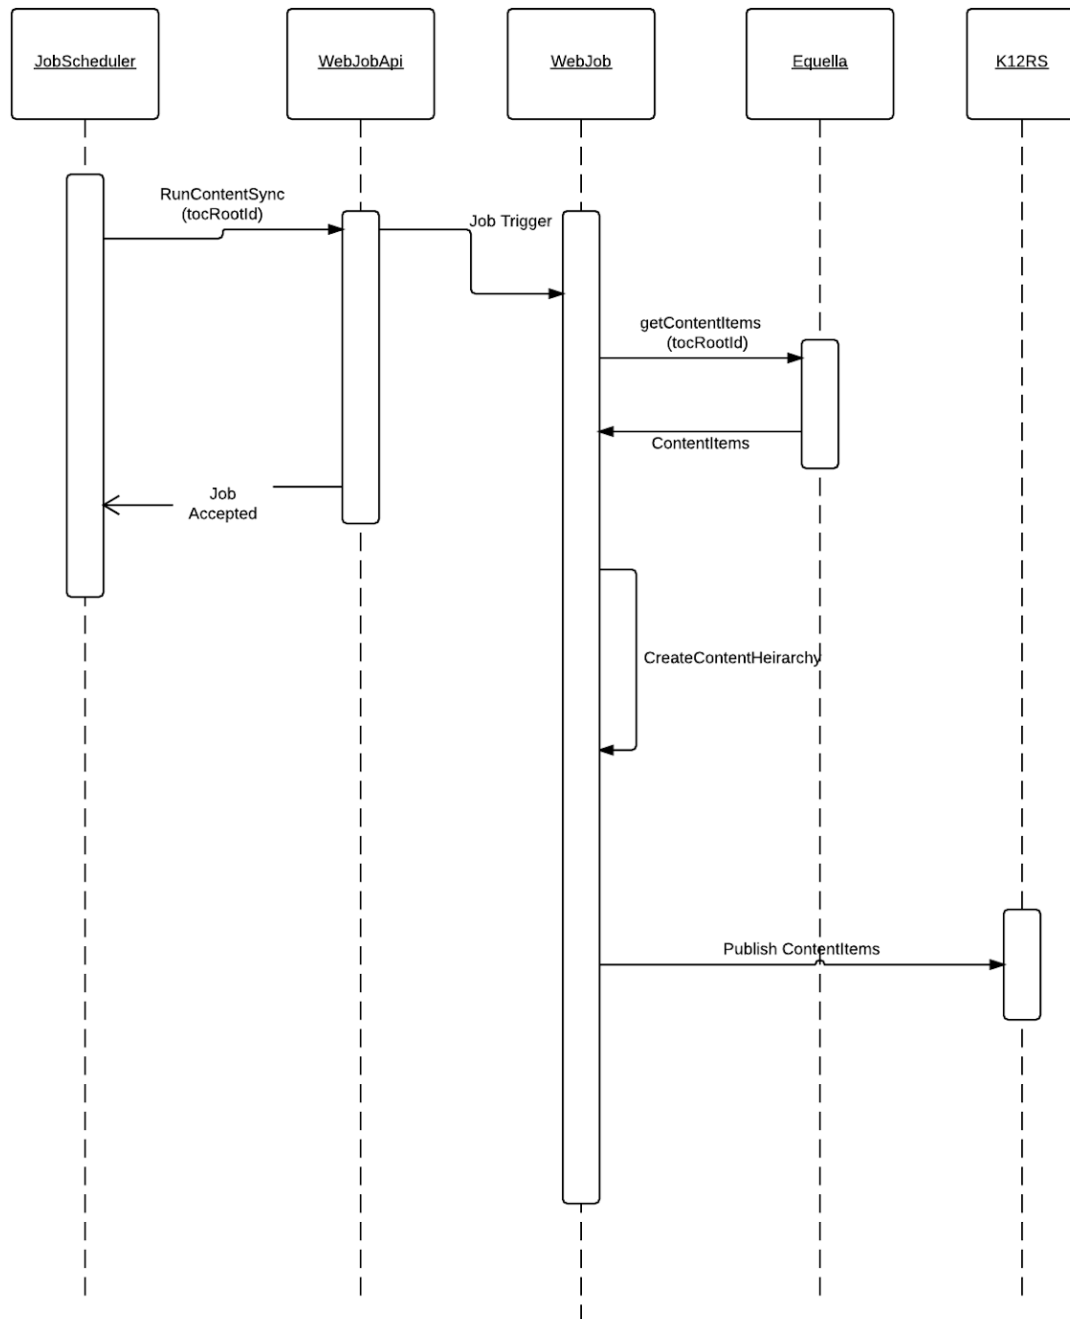 JobScheduler
WebJobApi
WebJob
Equella
K12RS
RunContentSync
(tocRootId)
Job Trigger
getContentItems
(tocRootId)
ContentItems
Job
Accepted
CreateContentHeirarchy
Publish ContentItems